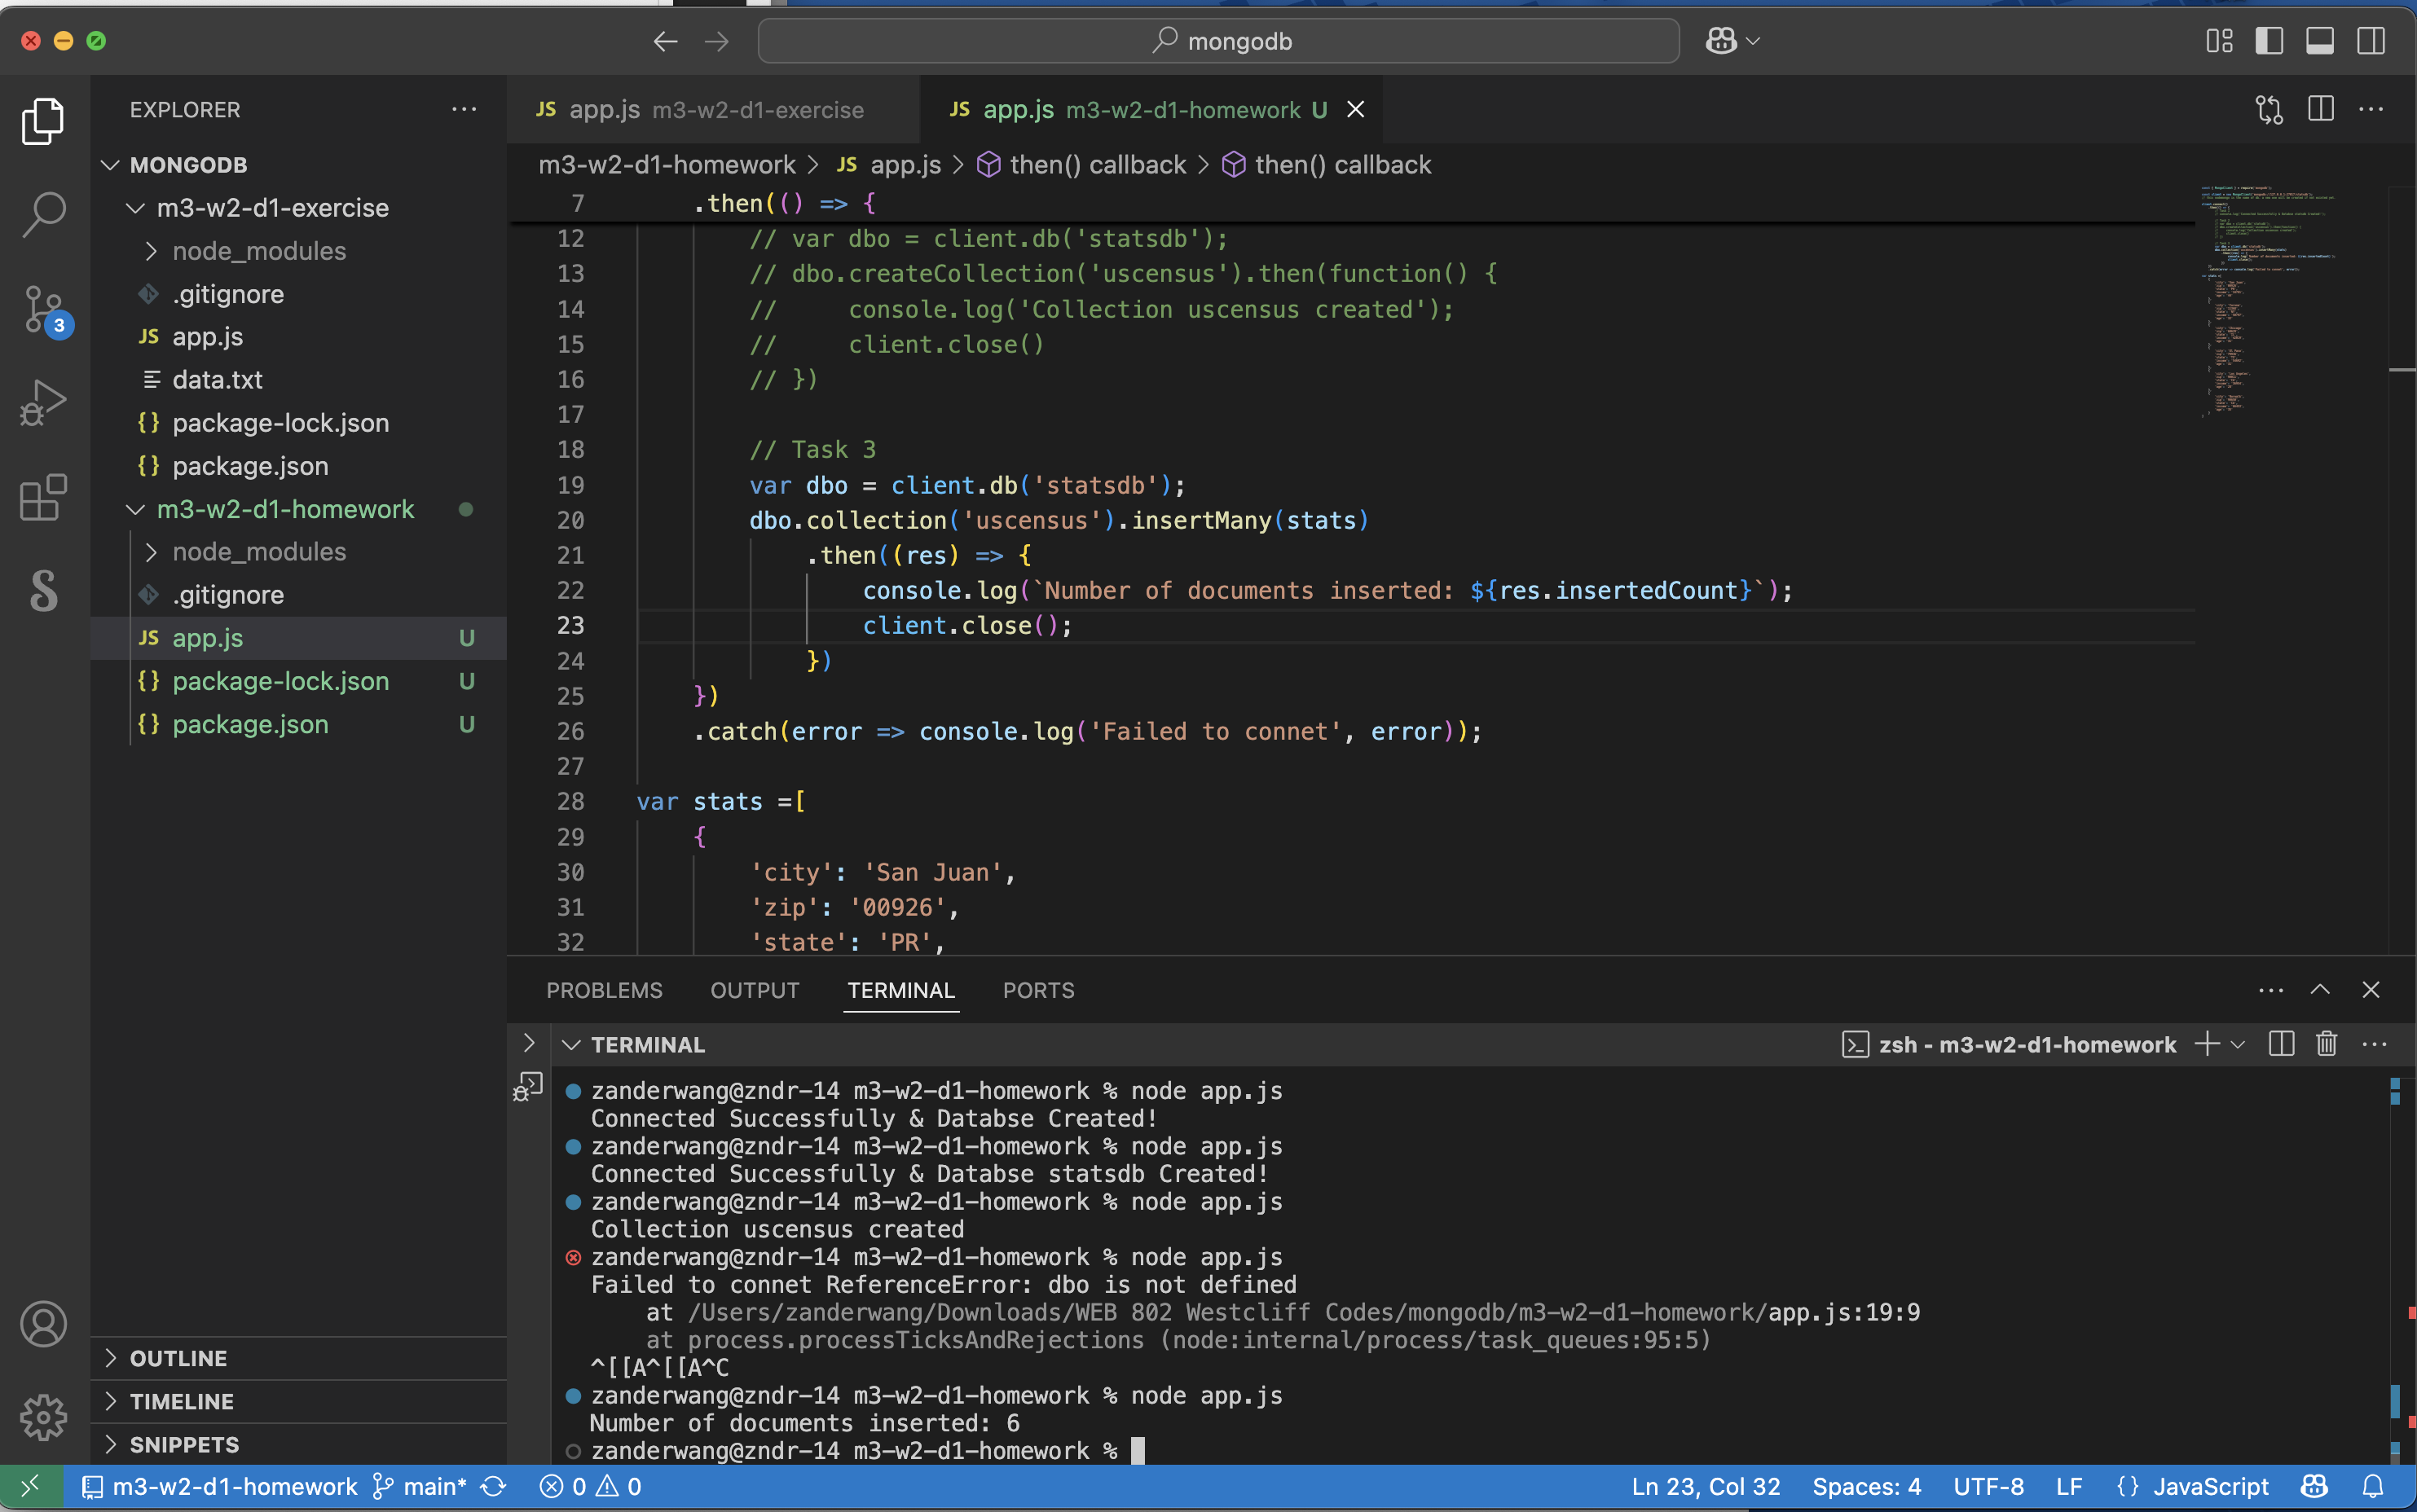 mongodb
EXPLORER
JS app.js m3-w2-d1-exercise
JS app.js m3-w2-d1-homework U
MONGODB
m3-w2-d1-homework > JS app.js > then() callback > then() callback
m3-w2-d1-exercise
node_modules
.gitignore
JS app.js
data.txt
{} package-lock.json
{} package.json
m3-w2-d1-homework
node_modules
.gitignore
JS app.js U
{} package-lock.json U
{} package.json U
3
OUTLINE
TIMELINE
SNIPPETS
7 .then(() => {
12 // var dbo = client.db('statsdb');
13 // dbo.createCollection('uscensus').then(function() {
14 // console.log('Collection uscensus created');
15 // client.close()
16 // })
17
18 // Task 3
19 var dbo = client.db('statsdb');
20 dbo.collection('uscensus').insertMany(stats)
21 .then((res) => {
22 console.log(`Number of documents inserted: ${res.insertedCount}`);
23 client.close();
24 })
25 })
26 .catch(error => console.log('Failed to connet', error));
27
28 var stats =[
29 {
30 'city': 'San Juan',
31 'zip': '00926',
32 'state': 'PR',
PROBLEMS OUTPUT TERMINAL PORTS
TERMINAL
zsh - m3-w2-d1-homework
zanderwang@zndr-14 m3-w2-d1-homework % node app.js
Connected Successfully & Databse Created!
zanderwang@zndr-14 m3-w2-d1-homework % node app.js
Connected Successfully & Databse statsdb Created!
zanderwang@zndr-14 m3-w2-d1-homework % node app.js
Collection uscensus created
zanderwang@zndr-14 m3-w2-d1-homework % node app.js
Failed to connet ReferenceError: dbo is not defined
at /Users/zanderwang/Downloads/WEB 802 Westcliff Codes/mongodb/m3-w2-d1-homework/app.js:19:9
at process.processTicksAndRejections (node:internal/process/task_queues:95:5)
^[[A^[[A^C
zanderwang@zndr-14 m3-w2-d1-homework % node app.js
Number of documents inserted: 6
zanderwang@zndr-14 m3-w2-d1-homework %
m3-w2-d1-homework main* 0 0 Ln 23, Col 32 Spaces: 4 UTF-8 LF {} JavaScript